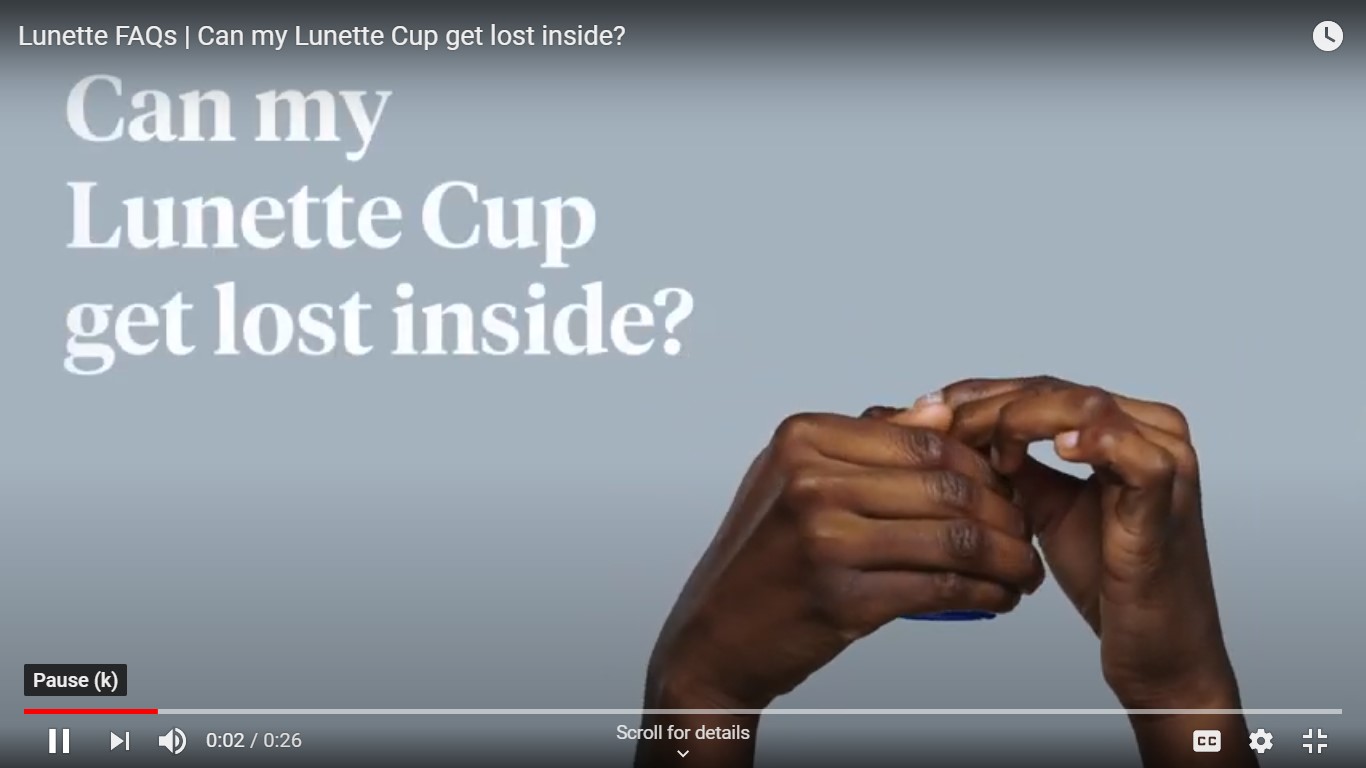 Lunette FAQs | Can my Lunette Cup get lost inside?
Can my
Lunette Cup
get lost inside?
Pause (k)
0:02 / 0:26
Scroll for details
CC